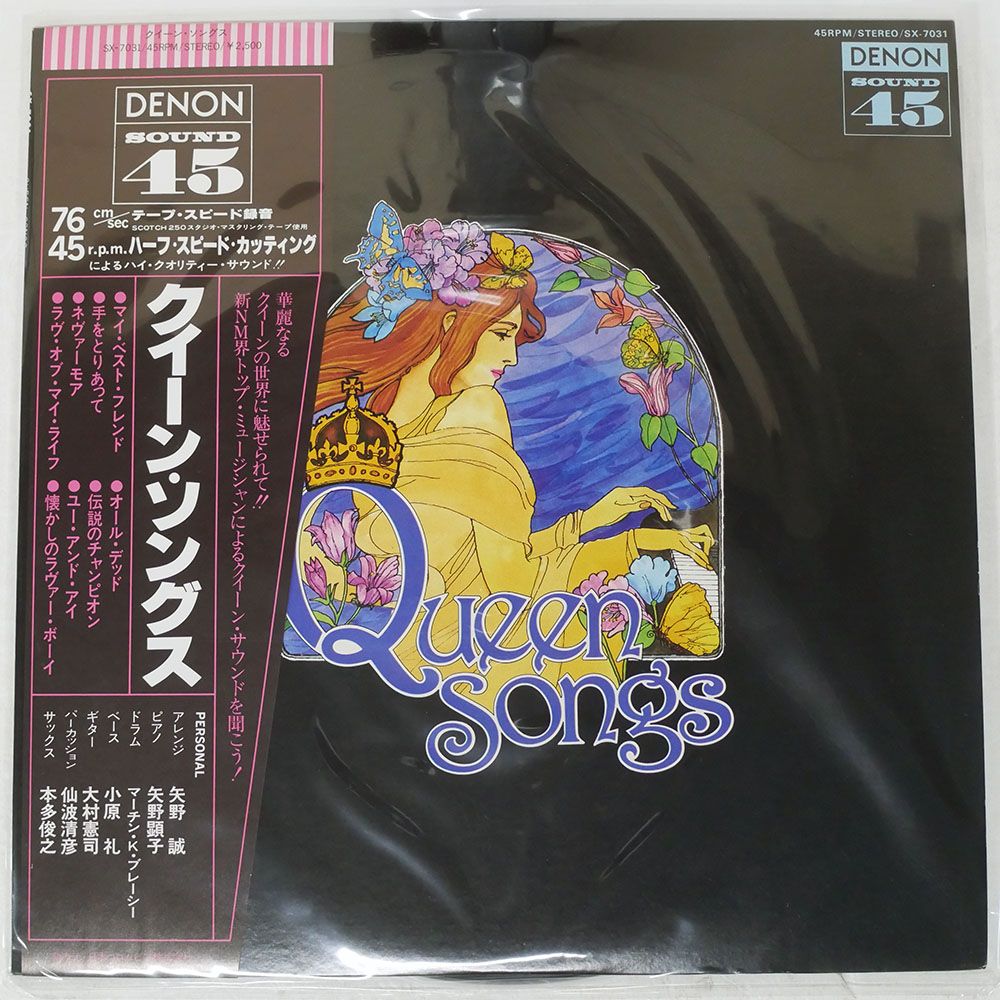 クイーン・ソングス
SX-7031/45RPM/STEREO/¥2,500
DENON
SOUND
45
76cm/secテープ・スピード録音
SCOTCH250スタジオ・マスタリング・テープ使用
45r.p.m.ハーフ・スピード・カッティング
によるハイ・クオリティー・サウンド!!
華麗なる
クイーンの世界に魅せられて!!
新NM界トップ・ミュージシャンによるクイーン・サウンドを聞こう!
クイーン・ソングス
●マイ・ベスト・フレンド
●手をとりあって
●ネヴァーモア
●ラヴ・オブ・マイ・ライフ
●オール・デッド
●伝説のチャンピオン
●ユー・アンド・アイ
●懐かしのラヴァー・ボーイ
PERSONAL
アレンジ 矢野 誠
ピアノ 矢野顕子
ドラム マーチン・K・ブレーシー
ベース 小原 礼
ギター 大村憲司
パーカッション 仙波清彦
サックス 本多俊之
45RPM/STEREO/SX-7031
DENON
SOUND
45
Queen
Songs